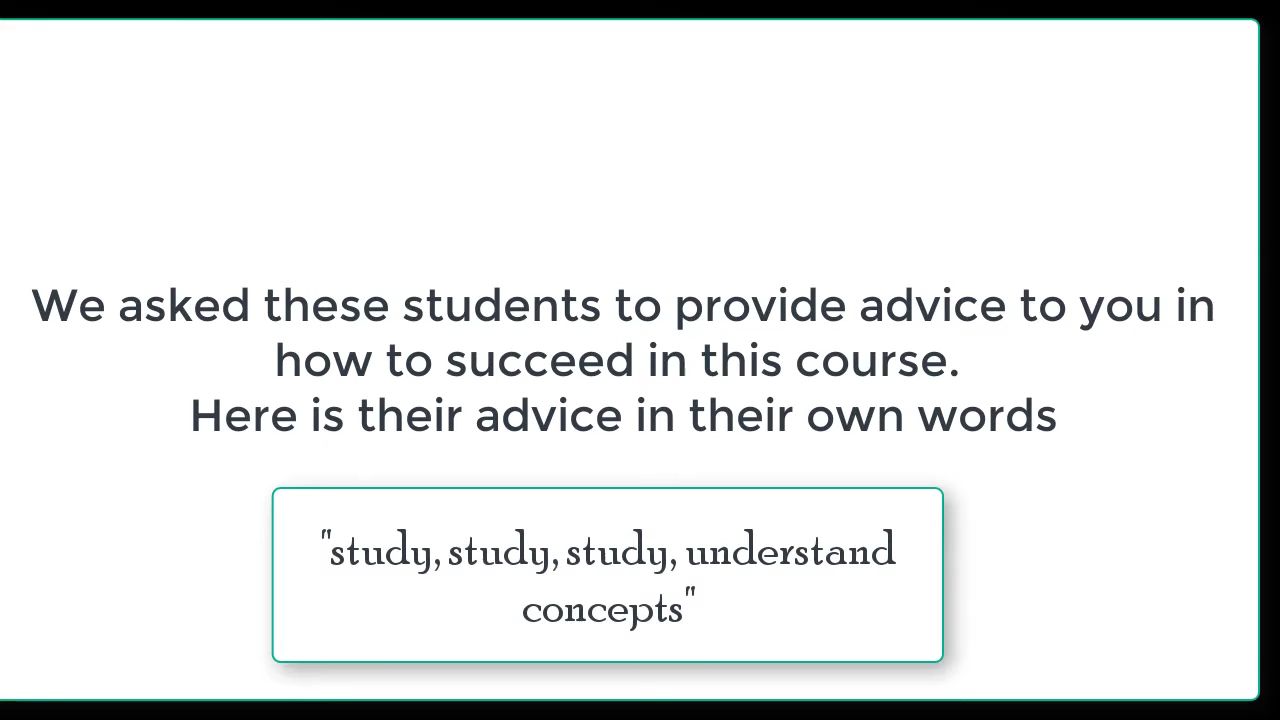 We asked these students to provide advice to you in
how to succeed in this course.
Here is their advice in their own words
"study, study, study, understand
concepts"